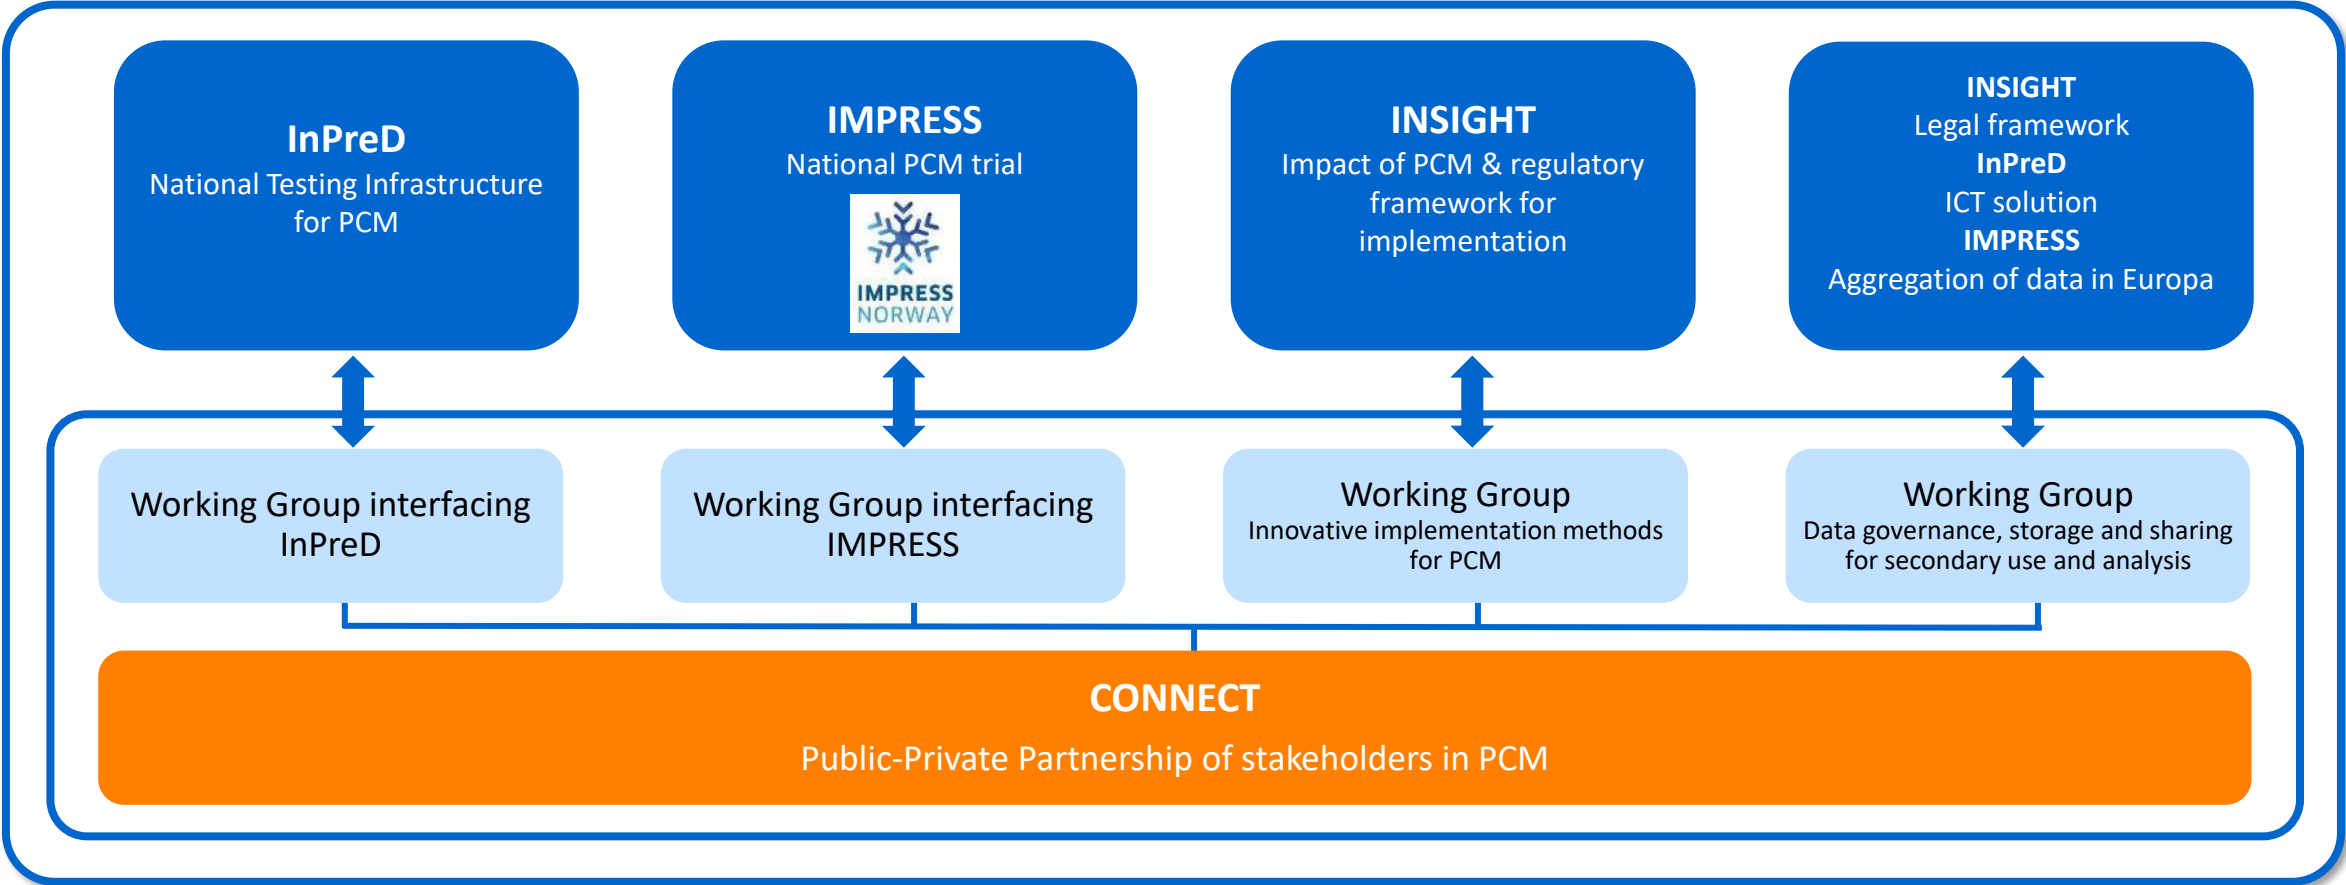 InPreD
National Testing Infrastructure
for PCM
IMPRESS
National PCM trial
IMPRESS
NORWAY
INSIGHT
Impact of PCM & regulatory
framework for
implementation
INSIGHT
Legal framework
InPreD
ICT solution
IMPRESS
Aggregation of data in Europa
Working Group interfacing
InPreD
Working Group interfacing
IMPRESS
Working Group
Innovative implementation methods
for PCM
Working Group
Data governance, storage and sharing
for secondary use and analysis
CONNECT
Public-Private Partnership of stakeholders in PCM